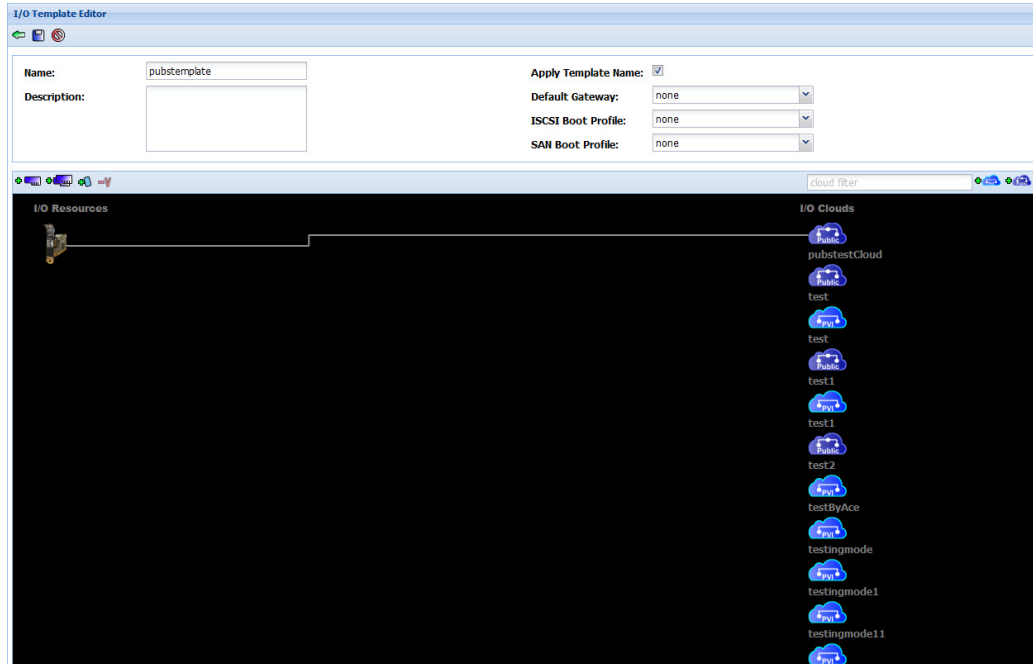 I/O Template Editor
Name:
pubstemplate
Apply Template Name:
Description:
Default Gateway:
none
ISCSI Boot Profile:
none
SAN Boot Profile:
none
cloud filter
I/O Resources
I/O Clouds
Public
pubstestCloud
Public
test
PVI
test
Public
test1
PVI
test1
Public
test2
PVI
testByAce
PVI
testingmode
PVI
testingmode1
PVI
testingmode11
PVI